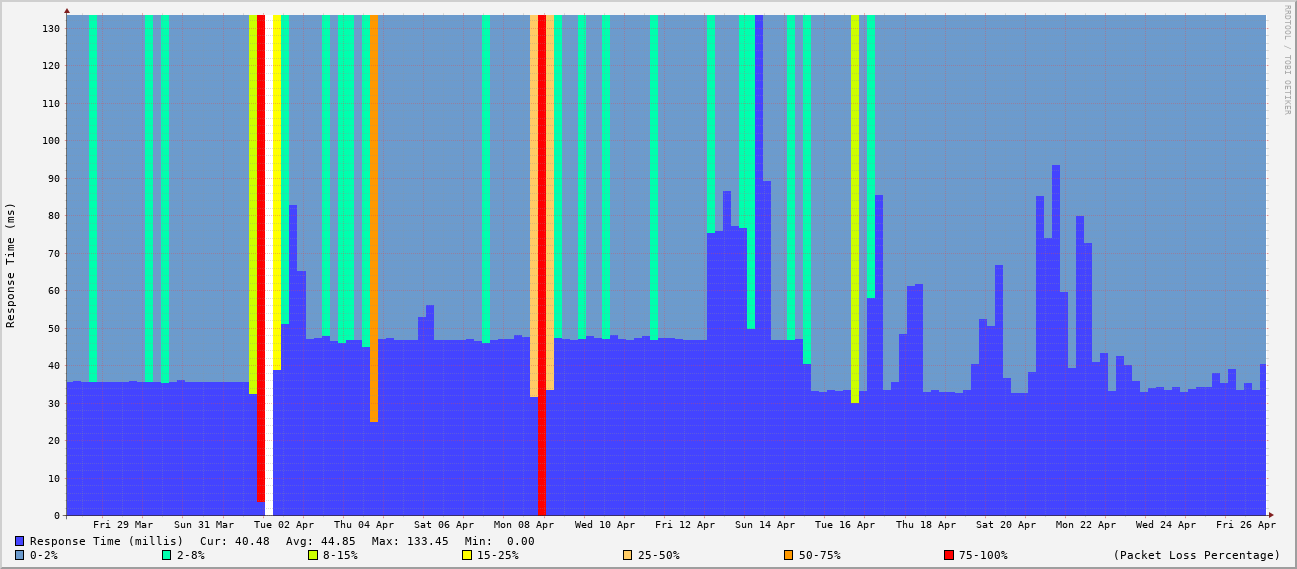 RRDTOOL / TOBI OETIKER
Response Time (ms)
130
120
110
100
90
80
70
60
50
40
30
20
10
0
Fri 29 Mar Sun 31 Mar Tue 02 Apr Thu 04 Apr Sat 06 Apr Mon 08 Apr Wed 10 Apr Fri 12 Apr Sun 14 Apr Tue 16 Apr Thu 18 Apr Sat 20 Apr Mon 22 Apr Wed 24 Apr Fri 26 Apr
Response Time (millis) Cur: 40.48 Avg: 44.85 Max: 133.45 Min: 0.00
0-2% 2-8% 8-15% 15-25% 25-50% 50-75% 75-100% (Packet Loss Percentage)